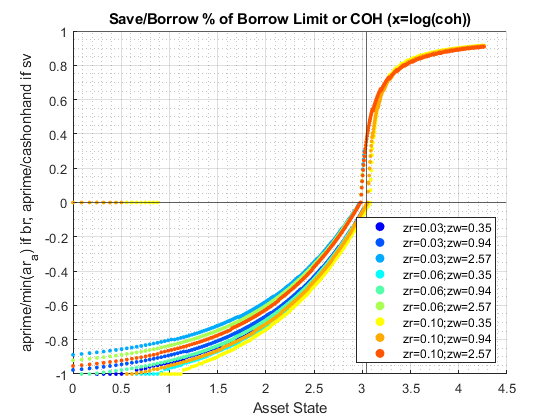 Save/Borrow % of Borrow Limit or COH (x=log(coh))
aprime/min(ar_a) if br; aprime/cashonhand if sv
1
0.8
0.6
0.4
0.2
0
-0.2
-0.4
-0.6
-0.8
-1
zr=0.03;zw=0.35
zr=0.03;zw=0.94
zr=0.03;zw=2.57
zr=0.06;zw=0.35
zr=0.06;zw=0.94
zr=0.06;zw=2.57
zr=0.10;zw=0.35
zr=0.10;zw=0.94
zr=0.10;zw=2.57
0 0.5 1 1.5 2 2.5 3 3.5 4 4.5
Asset State